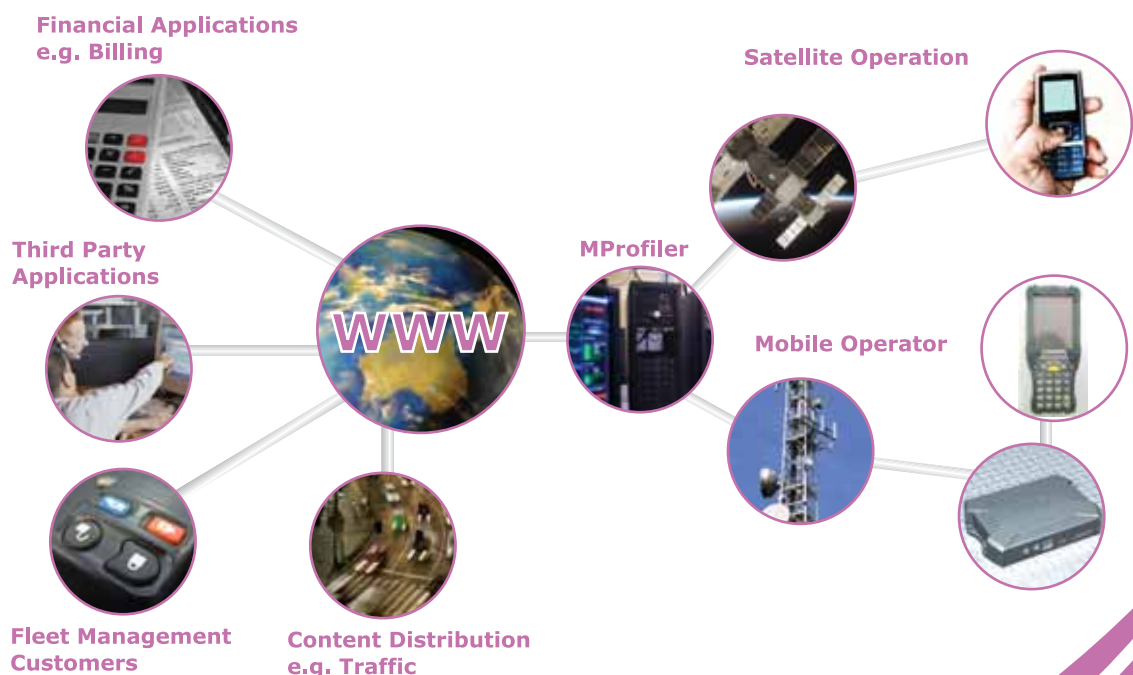 Financial Applications
e.g. Billing
Satellite Operation
Third Party
Applications
MProfiler
WWW
Mobile Operator
Fleet Management
Customers
Content Distribution
e.g. Traffic